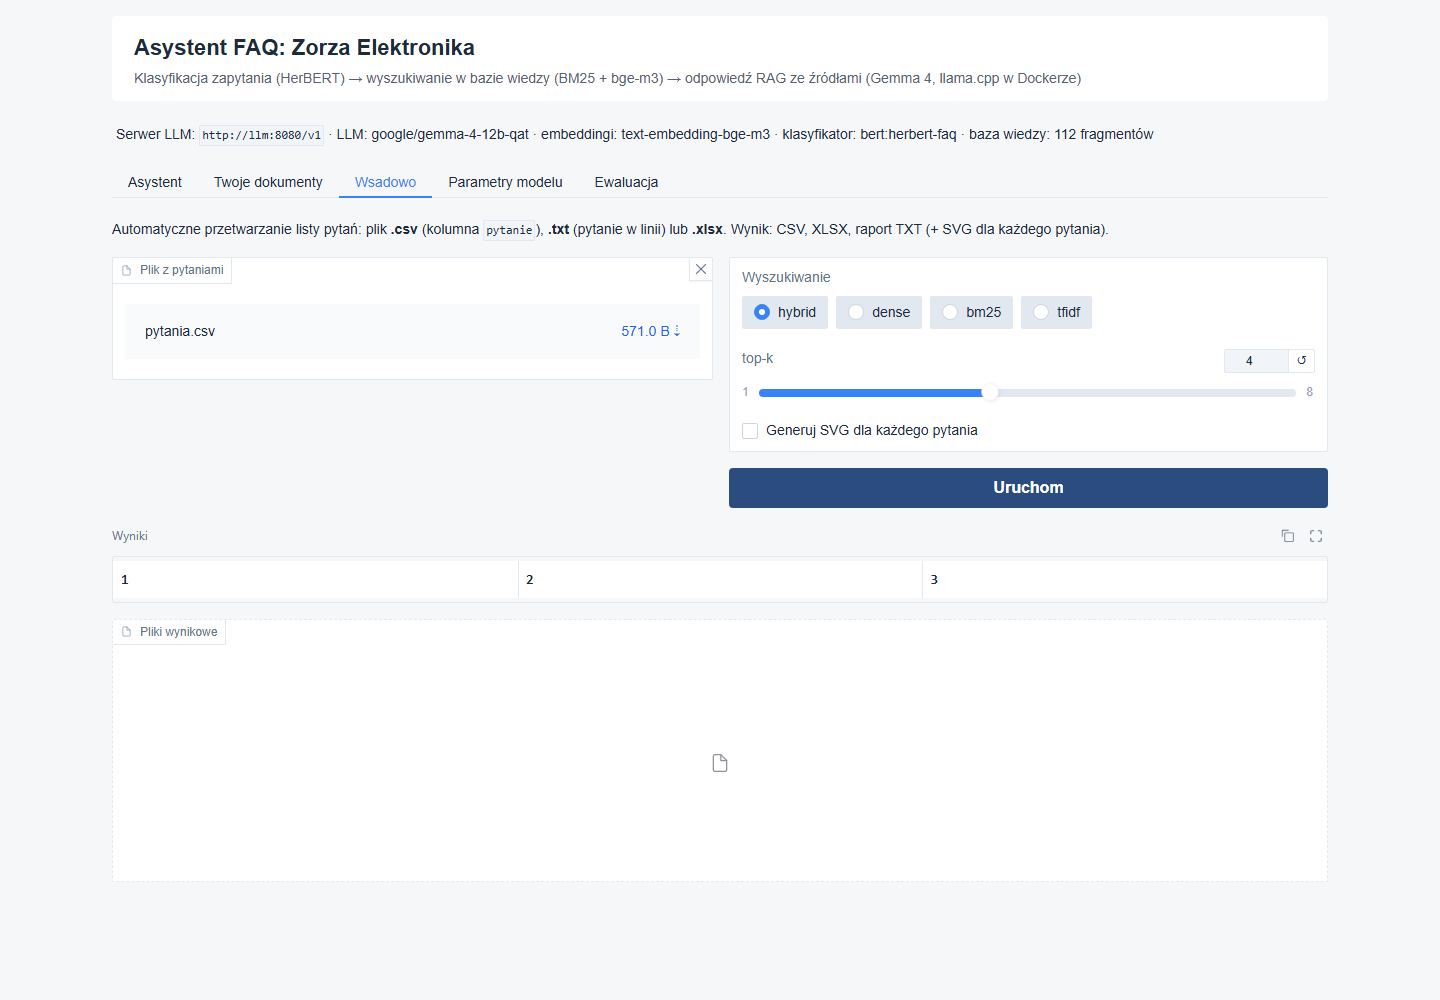 Asystent FAQ: Zorza Elektronika
Klasyfikacja zapytania (HerBERT) → wyszukiwanie w bazie wiedzy (BM25 + bge-m3) → odpowiedź RAG ze źródłami (Gemma 4, llama.cpp w Dockerze)
Serwer LLM: http://llm:8080/v1 · LLM: google/gemma-4-12b-qat · embeddingi: text-embedding-bge-m3 · klasyfikator: bert:herbert-faq · baza wiedzy: 112 fragmentów
Asystent Twoje dokumenty Wsadowo Parametry modelu Ewaluacja
Automatyczne przetwarzanie listy pytań: plik .csv (kolumna pytanie), .txt (pytanie w linii) lub .xlsx. Wynik: CSV, XLSX, raport TXT (+ SVG dla każdego pytania).
Plik z pytaniami
pytania.csv 571.0 B ⇣
Wyszukiwanie
hybrid dense bm25 tfidf
top-k 4 ↺
1 8
Generuj SVG dla każdego pytania
Uruchom
Wyniki
1 2 3
Pliki wynikowe